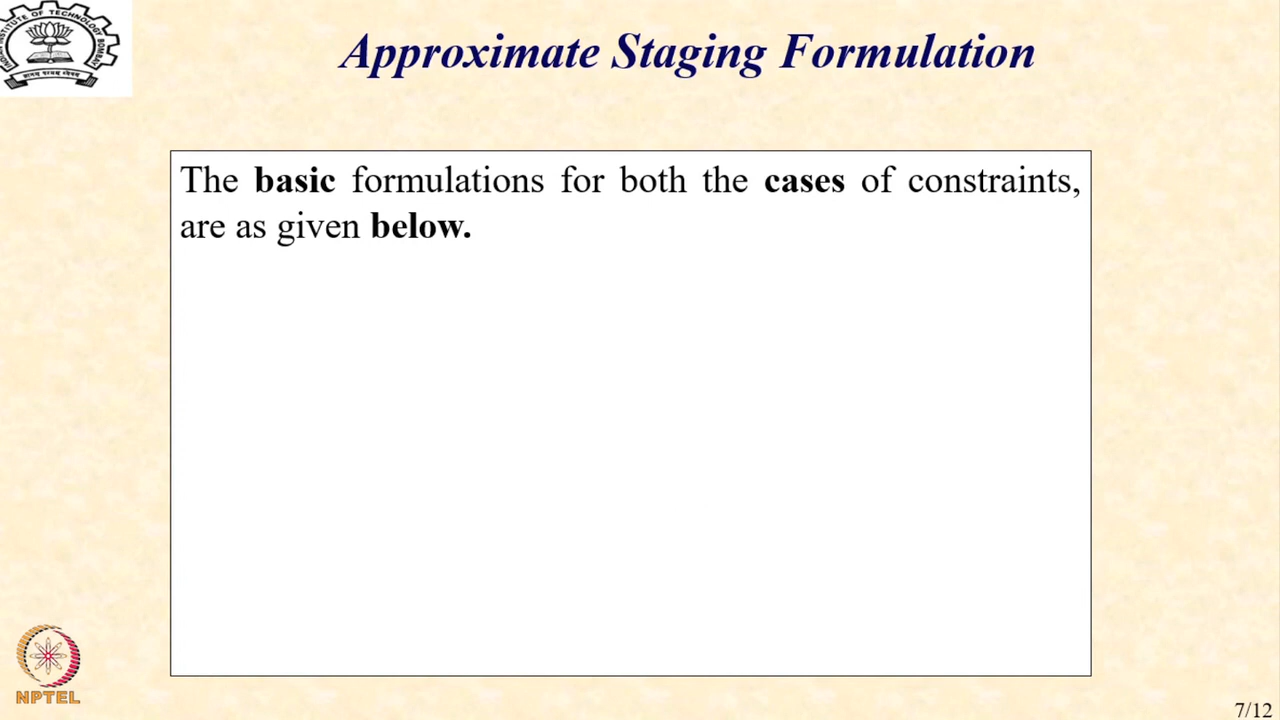 Approximate Staging Formulation
The basic formulations for both the cases of constraints,
are as given below.
NPTEL
7/12